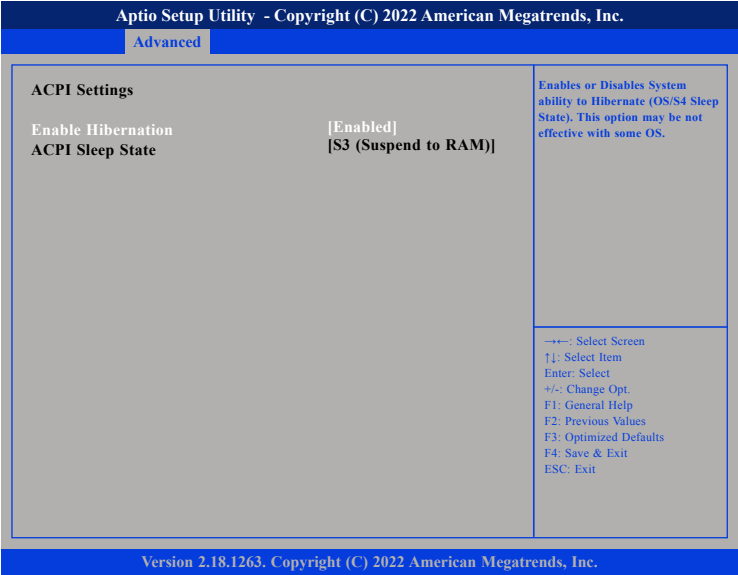 Aptio Setup Utility - Copyright (C) 2022 American Megatrends, Inc.
Advanced
ACPI Settings
Enable Hibernation [Enabled]
ACPI Sleep State [S3 (Suspend to RAM)]
Enables or Disables System
ability to Hibernate (OS/S4 Sleep
State). This option may be not
effective with some OS.
→←: Select Screen
↑↓: Select Item
Enter: Select
+/-: Change Opt.
F1: General Help
F2: Previous Values
F3: Optimized Defaults
F4: Save & Exit
ESC: Exit
Version 2.18.1263. Copyright (C) 2022 American Megatrends, Inc.